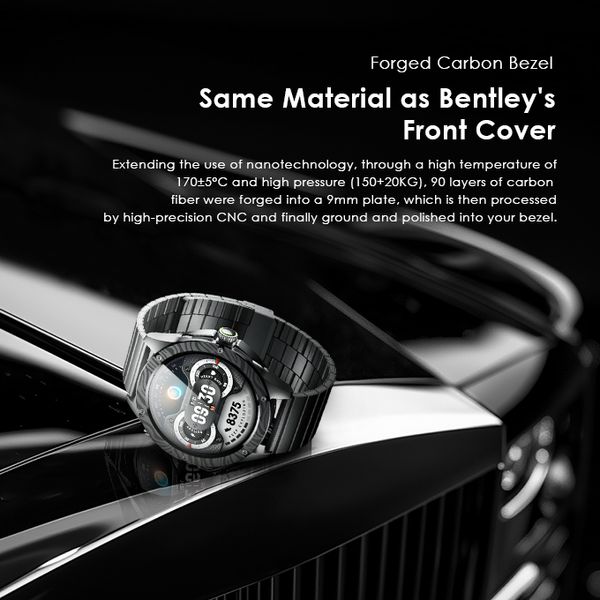 Forged Carbon Bezel
Same Material as Bentley's
Front Cover
Extending the use of nanotechnology, through a high temperature of
170±5°C and high pressure (150+20KG), 90 layers of carbon
fiber were forged into a 9mm plate, which is then processed
by high-precision CNC and finally ground and polished into your bezel.
09:30
8375